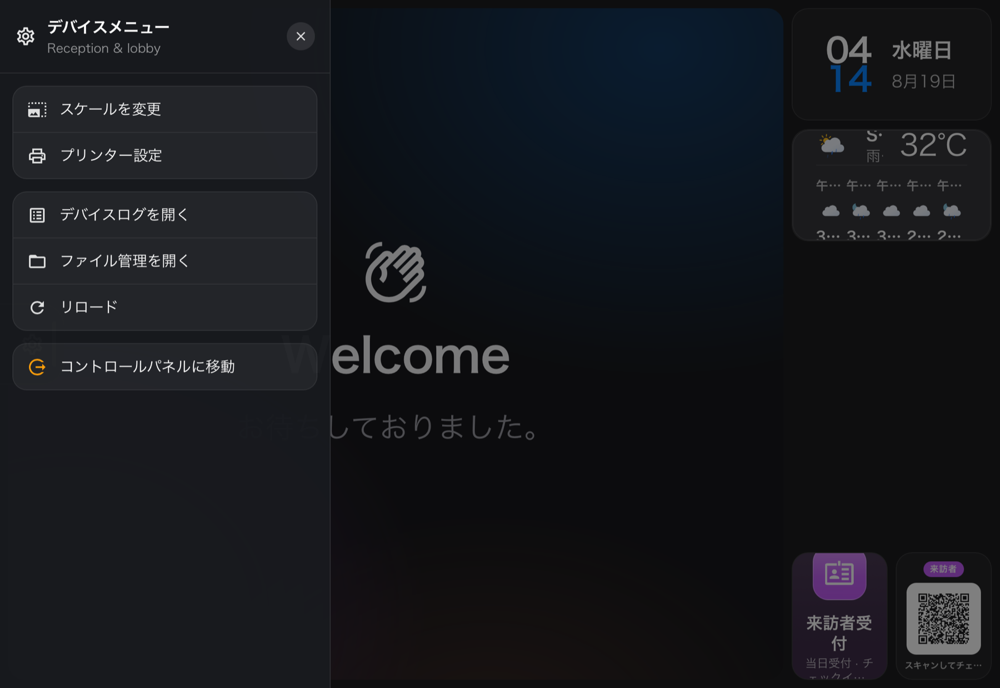 デバイスメニュー
Reception & lobby
スケールを変更
プリンター設定
デバイスログを開く
ファイル管理を開く
リロード
コントロールパネルに移動
Welcome
お待ちしておりました。
04
14
水曜日
8月19日
S…
雨…
32°C
午… 午… 午… 午… 午…
3… 3… 3… 2… 2…
来訪者受
付
当日受付 · チ
ェックイ…
来訪者
スキャンしてチェ…